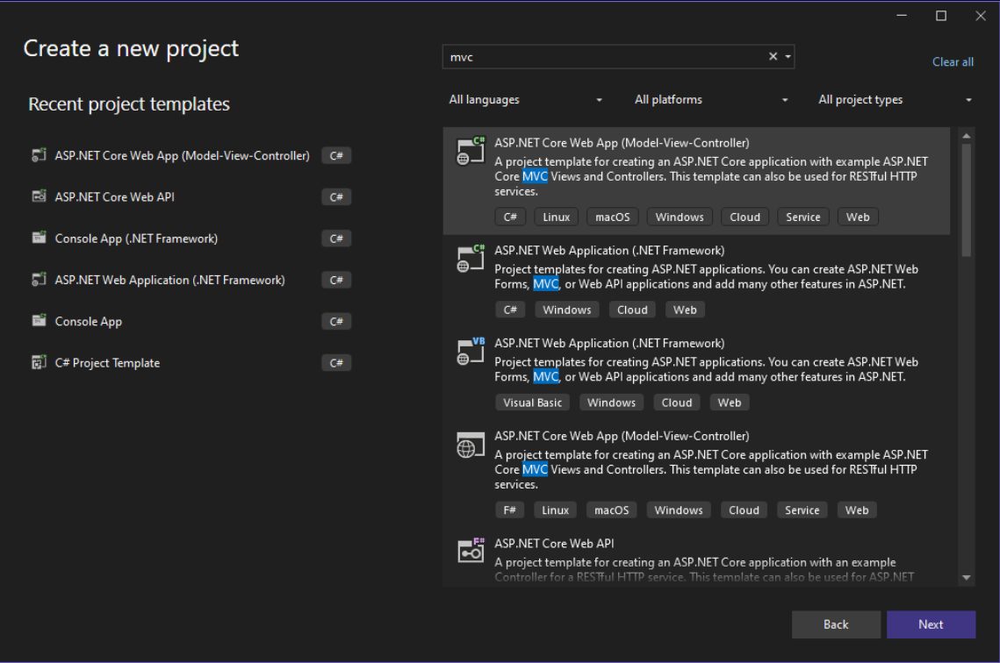 Create a new project
mvc
Clear all
Recent project templates
All languages
All platforms
All project types
ASP.NET Core Web App (Model-View-Controller) C#
ASP.NET Core Web API C#
Console App (.NET Framework) C#
ASP.NET Web Application (.NET Framework) C#
Console App C#
C# Project Template C#
C#
ASP.NET Core Web App (Model-View-Controller)
A project template for creating an ASP.NET Core application with example ASP.NET
Core MVC Views and Controllers. This template can also be used for RESTful HTTP
services.
C# Linux macOS Windows Cloud Service Web
C#
ASP.NET Web Application (.NET Framework)
Project templates for creating ASP.NET applications. You can create ASP.NET Web
Forms, MVC, or Web API applications and add many other features in ASP.NET.
C# Windows Cloud Web
VB
ASP.NET Web Application (.NET Framework)
Project templates for creating ASP.NET applications. You can create ASP.NET Web
Forms, MVC, or Web API applications and add many other features in ASP.NET.
Visual Basic Windows Cloud Web
ASP.NET Core Web App (Model-View-Controller)
A project template for creating an ASP.NET Core application with example ASP.NET
Core MVC Views and Controllers. This template can also be used for RESTful HTTP
services.
F# Linux macOS Windows Cloud Service Web
F#
ASP.NET Core Web API
A project template for creating an ASP.NET Core application with an example
Controller for a RESTful HTTP service. This template can also be used for ASP.NET
Back
Next